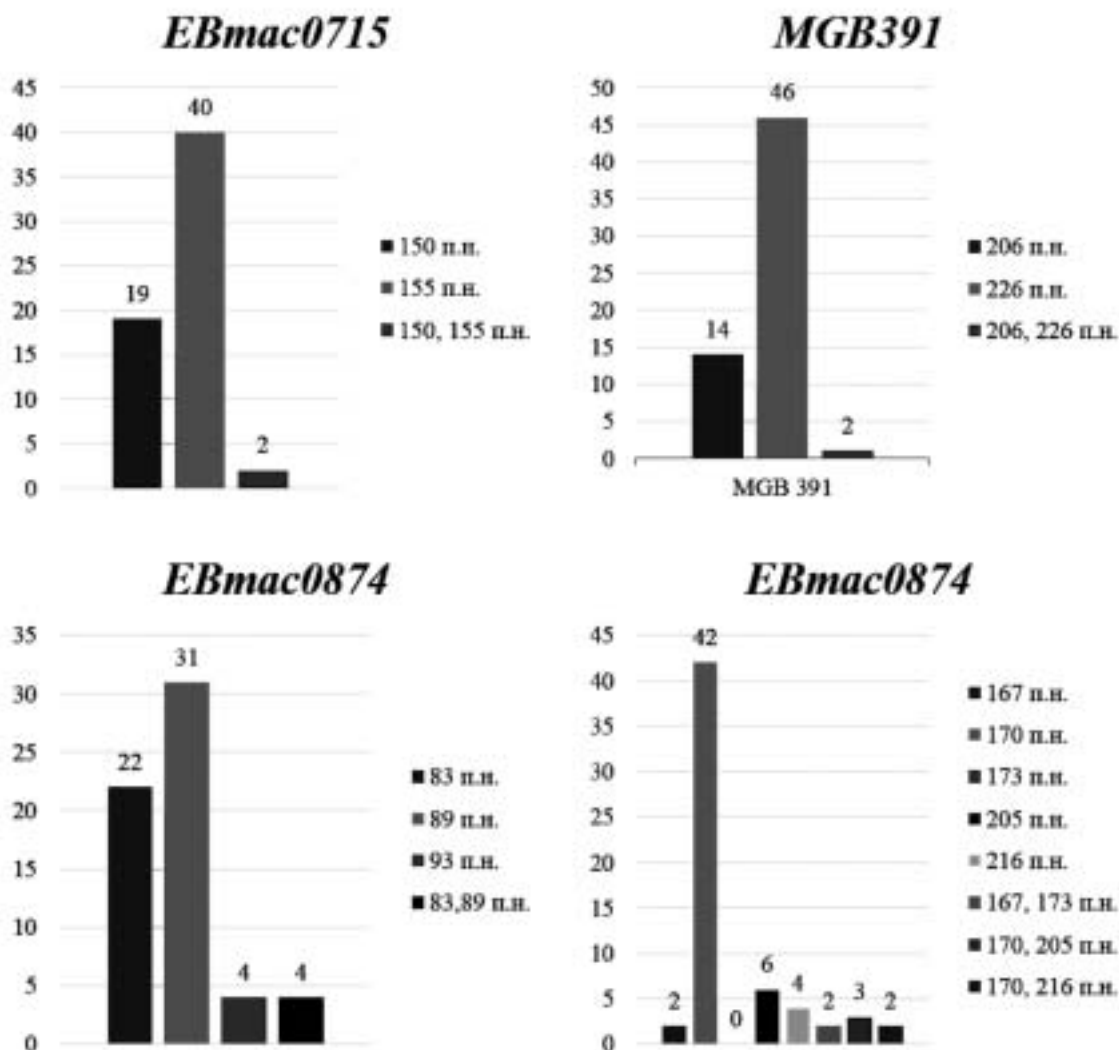 EBmac0715
45
40
35
30
25
20
15
10
5
0
19
40
2
150 п.н.
155 п.н.
150, 155 п.н.
MGB391
50
45
40
35
30
25
20
15
10
5
0
14
46
2
MGB 391
206 п.н.
226 п.н.
206, 226 п.н.
EBmac0874
35
30
25
20
15
10
5
0
22
31
4
4
83 п.н.
89 п.н.
93 п.н.
83,89 п.н.
EBmac0874
45
40
35
30
25
20
15
10
5
0
2
42
0
6
4
2
3
2
167 п.н.
170 п.н.
173 п.н.
205 п.н.
216 п.н.
167, 173 п.н.
170, 205 п.н.
170, 216 п.н.